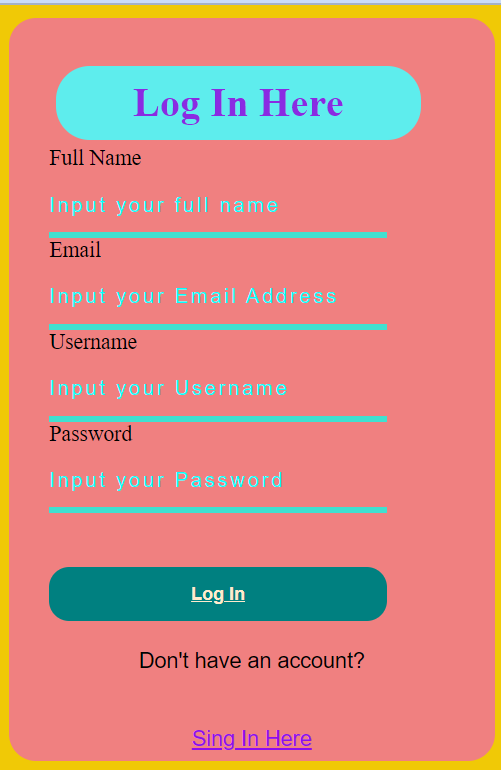 Log In Here
Full Name
Input your full name
Email
Input your Email Address
Username
Input your Username
Password
Input your Password
Log In
Don't have an account?
Sing In Here